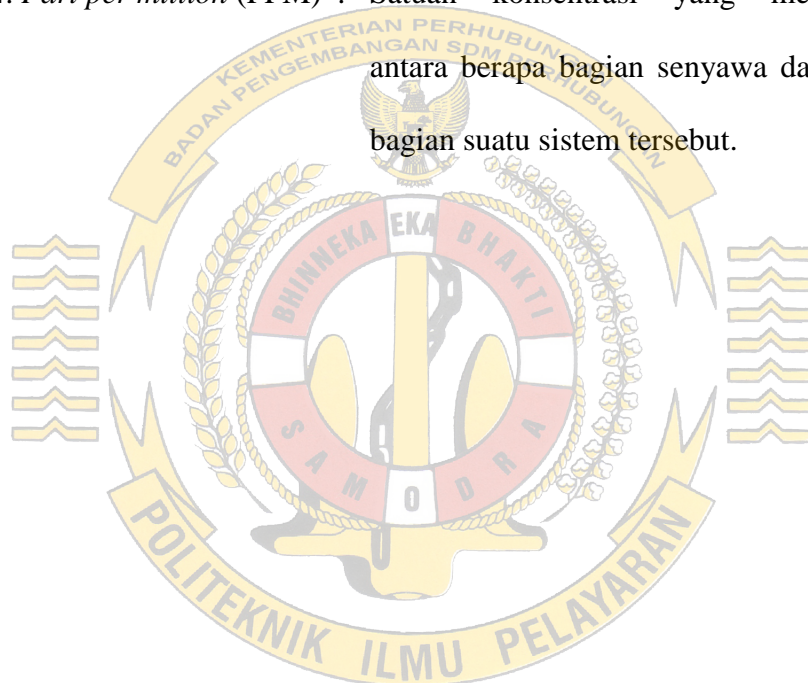 Part per million (PPM) : Satuan konsentrasi yang
antara berapa bagian senyawa
bagian suatu sistem tersebut.
KEMENTERIAN PERHUBUNGAN
BADAN PENGEMBANGAN SDM PERHUBUNGAN
BHINNEKA EKA BHAKTI
SAMODRA
POLITEKNIK ILMU PELAYARAN